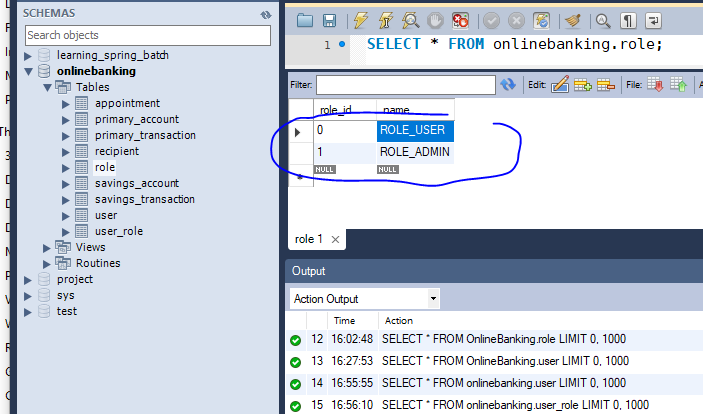 SCHEMAS
Search objects
learning_spring_batch
onlinebanking
Tables
appointment
primary_account
primary_transaction
recipient
role
savings_account
savings_transaction
user
user_role
Views
Routines
project
sys
test
1 SELECT * FROM onlinebanking.role;
Filter: Edit: File:
role_id name
0 ROLE_USER
1 ROLE_ADMIN
NULL NULL
role 1
Output
Action Output
Time Action
12 16:02:48 SELECT * FROM OnlineBanking.role LIMIT 0, 1000
13 16:27:53 SELECT * FROM OnlineBanking.user LIMIT 0, 1000
14 16:55:55 SELECT * FROM onlinebanking.user LIMIT 0, 1000
15 16:56:10 SELECT * FROM onlinebanking.user_role LIMIT 0, 1000